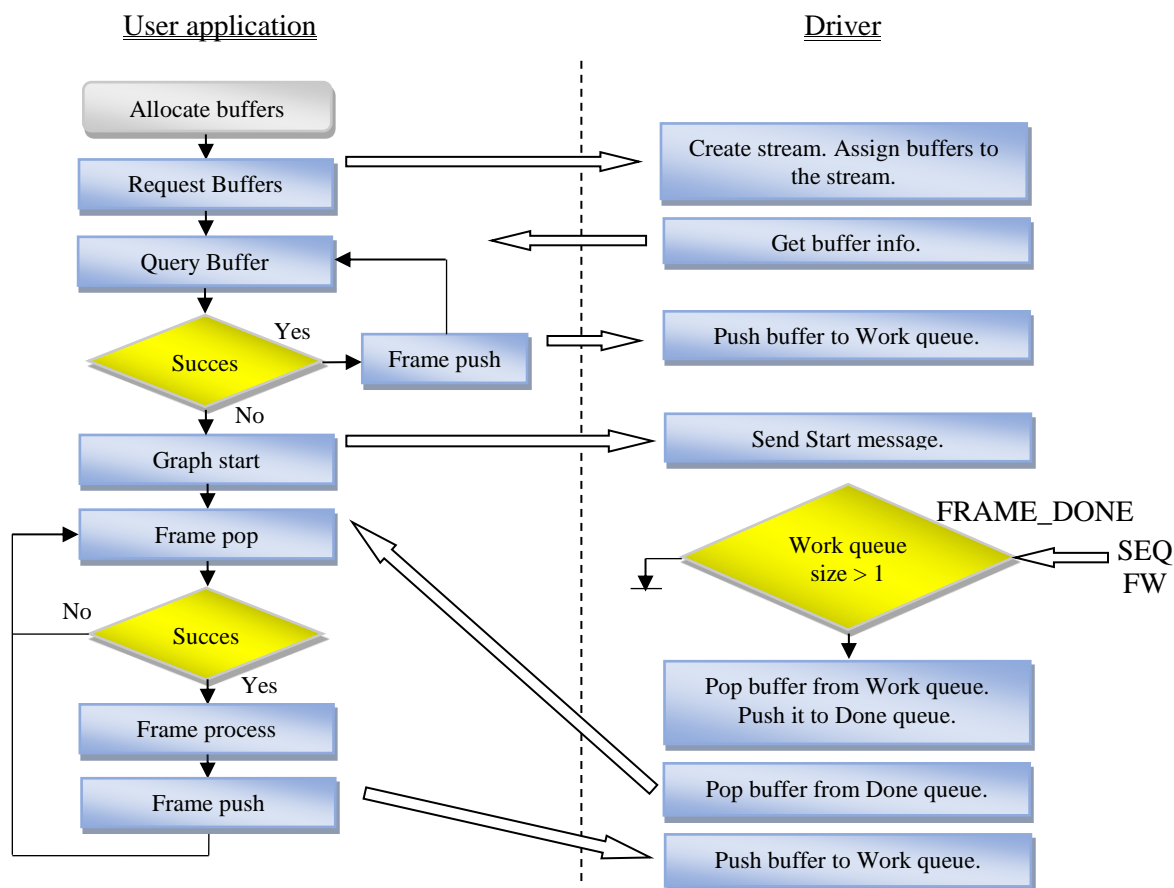 User application
Driver
Allocate buffers
Request Buffers
Create stream. Assign buffers to
the stream.
Query Buffer
Get buffer info.
Yes
Succes
Frame push
Push buffer to Work queue.
No
Graph start
Send Start message.
Frame pop
FRAME_DONE
Work queue
size > 1
SEQ
FW
No
Succes
Yes
Pop buffer from Work queue.
Push it to Done queue.
Frame process
Frame push
Pop buffer from Done queue.
Push buffer to Work queue.